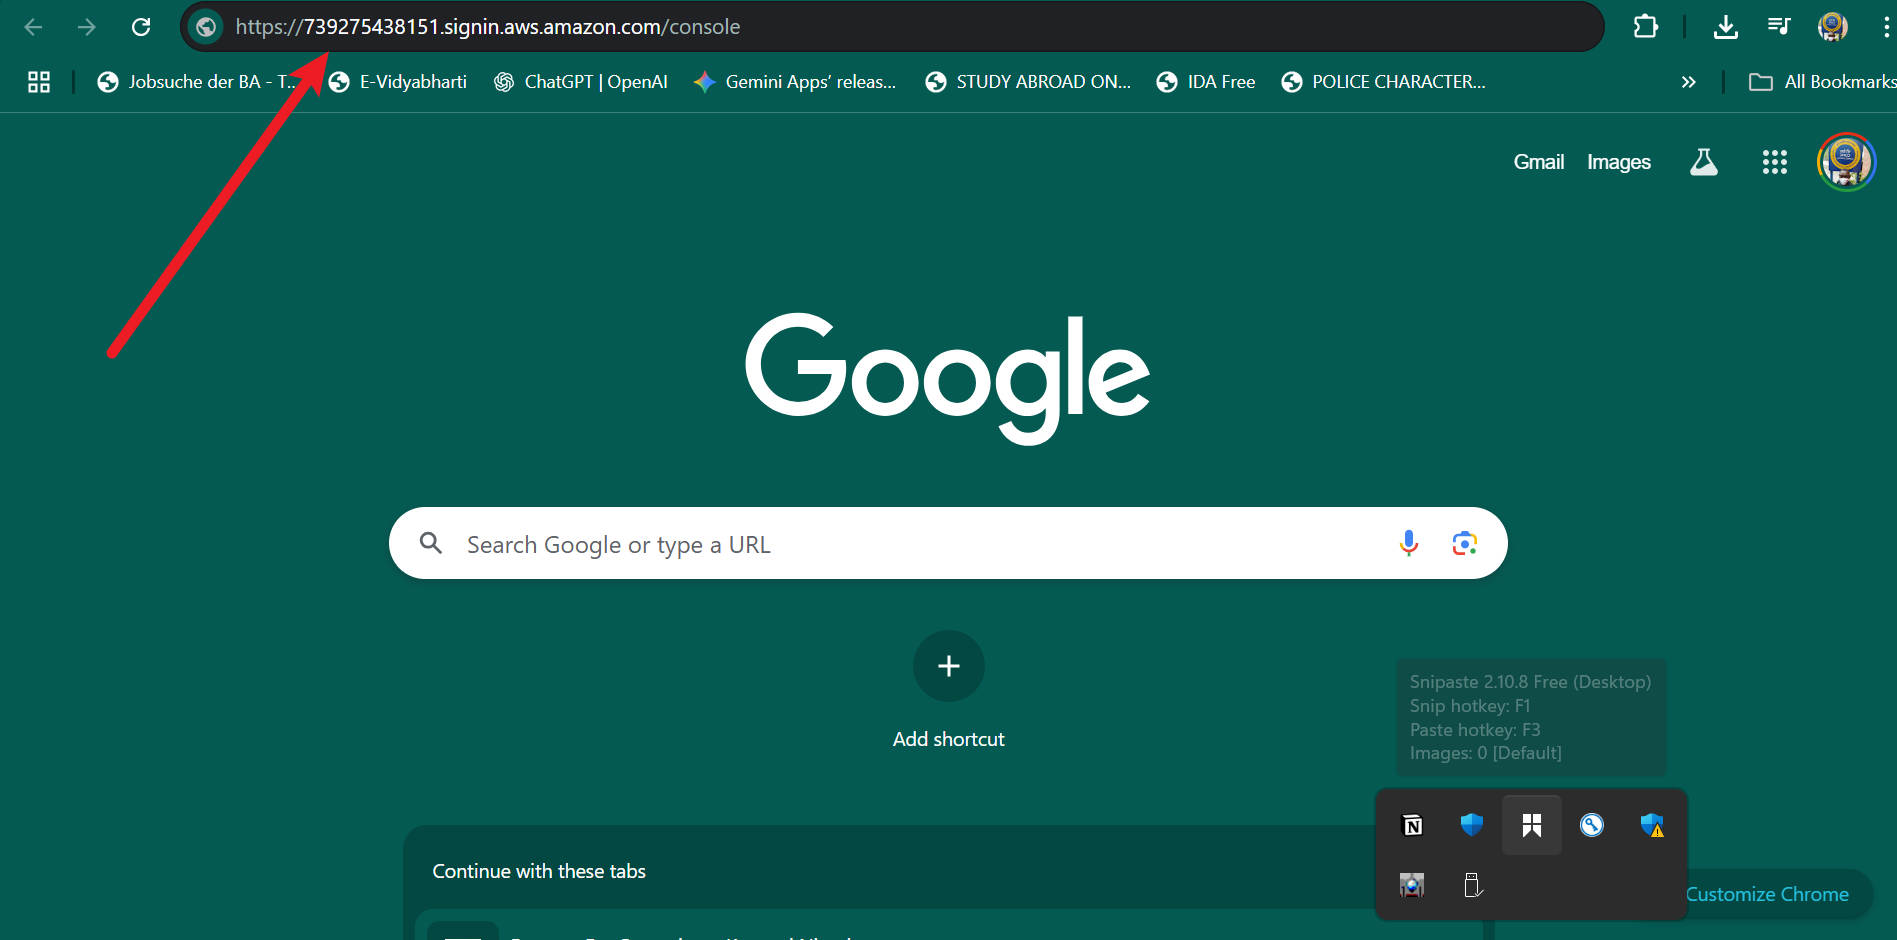 https://739275438151.signin.aws.amazon.com/console
Jobsuche der BA - T...
E-Vidyabharti
ChatGPT | OpenAI
Gemini Apps’ releas...
STUDY ABROAD ON...
IDA Free
POLICE CHARACTER...
»
All Bookmarks
Gmail
Images
Google
Search Google or type a URL
Add shortcut
Snipaste 2.10.8 Free (Desktop)
Snip hotkey: F1
Paste hotkey: F3
Images: 0 [Default]
Continue with these tabs
Customize Chrome